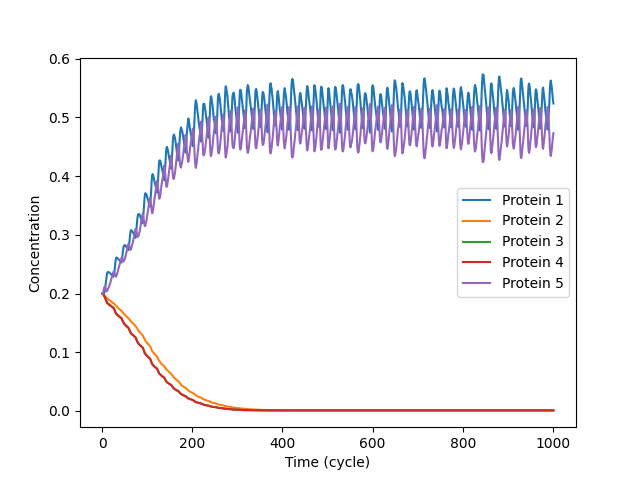 0.6
0.5
0.4
0.3
0.2
0.1
0.0
Concentration
Protein 1
Protein 2
Protein 3
Protein 4
Protein 5
0 200 400 600 800 1000
Time (cycle)